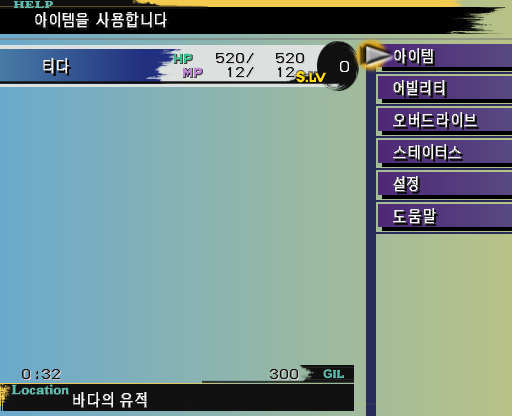 HELP
아이템을 사용합니다
티다
HP 520/ 520
MP 12/ 12
S.LV 0
아이템
어빌리티
오버드라이브
스테이터스
설정
도움말
0:32
300 GIL
Location
바다의 유적